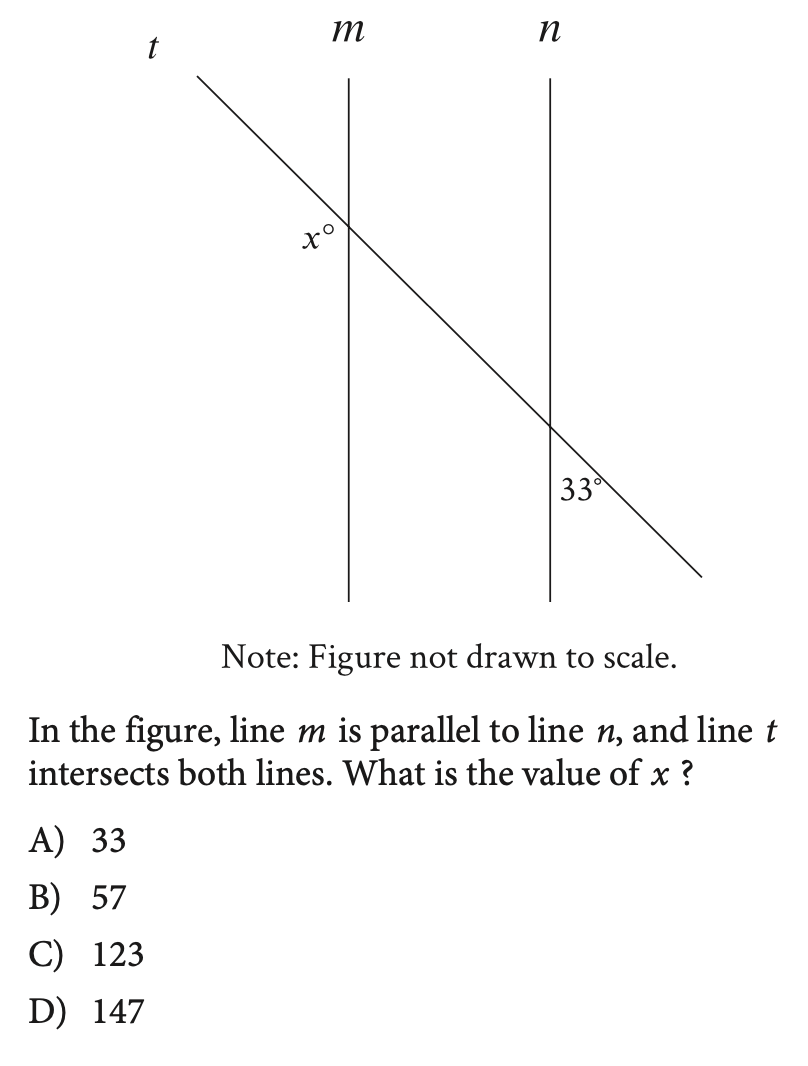 t m n
x°
33°
Note: Figure not drawn to scale.
In the figure, line m is parallel to line n, and line t
intersects both lines. What is the value of x ?
A) 33
B) 57
C) 123
D) 147